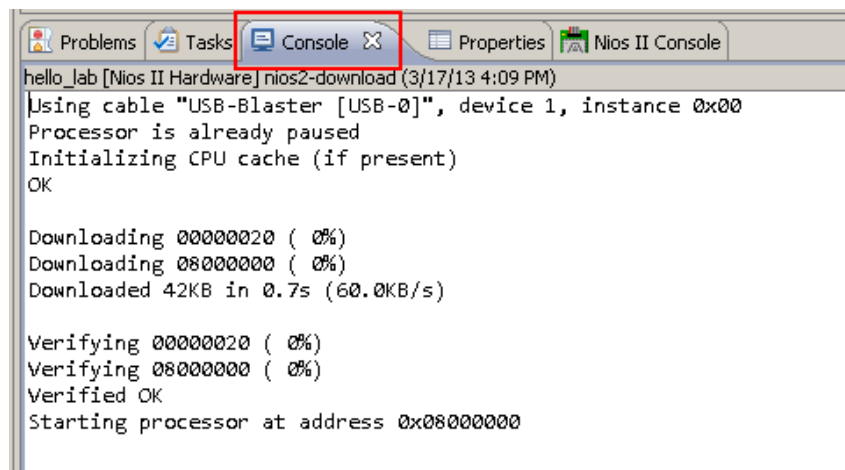 Problems Tasks Console Properties Nios II Console
hello_lab [Nios II Hardware] nios2-download (3/17/13 4:09 PM)
Using cable "USB-Blaster [USB-0]", device 1, instance 0x00
Processor is already paused
Initializing CPU cache (if present)
OK
Downloading 00000020 ( 0%)
Downloading 08000000 ( 0%)
Downloaded 42KB in 0.7s (60.0KB/s)
Verifying 00000020 ( 0%)
Verifying 08000000 ( 0%)
Verified OK
Starting processor at address 0x08000000